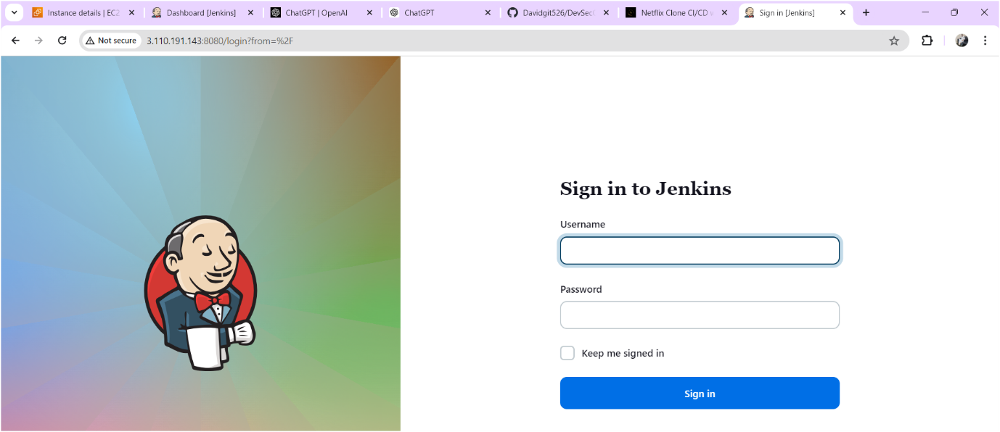 Instance details | EC2
Dashboard [Jenkins]
ChatGPT | OpenAI
ChatGPT
Davidgit526/DevSec
Netflix Clone CI/CD w
Sign in [Jenkins]
Not secure
3.110.191.143:8080/login?from=%2F
Sign in to Jenkins
Username
Password
Keep me signed in
Sign in